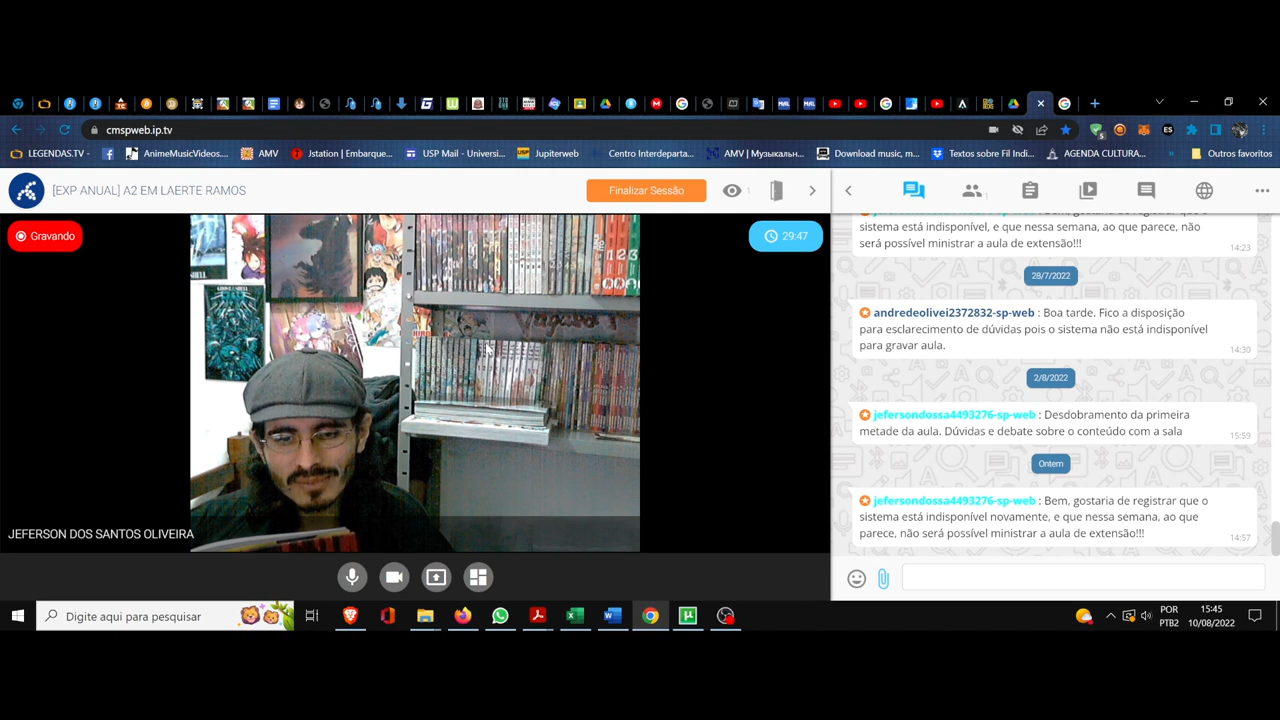 cmspweb.ip.tv
LEGENDAS.TV -
AnimeMusicVideos....
AMV
Jstation | Embarque...
USP Mail - Universi...
Jupiterweb
Centro Interdeparta...
AMV | Музыкальн...
Download music, m...
Textos sobre Fil Indi...
AGENDA CULTURA...
»
Outros favoritos
[EXP ANUAL] A2 EM LAERTE RAMOS
Finalizar Sessão
1
Gravando
29:47
JEFERSON DOS SANTOS OLIVEIRA
1
sistema está indisponível, e que nessa semana, ao que parece, não
será possível ministrar a aula de extensão!!!
14:23
28/7/2022
andredeolivei2372832-sp-web : Boa tarde. Fico a disposição
para esclarecimento de dúvidas pois o sistema não está indisponível
para gravar aula.
14:30
2/8/2022
jefersondossa4493276-sp-web : Desdobramento da primeira
metade da aula. Dúvidas e debate sobre o conteúdo com a sala
15:59
Ontem
jefersondossa4493276-sp-web : Bem, gostaria de registrar que o
sistema está indisponível novamente, e que nessa semana, ao que
parece, não será possível ministrar a aula de extensão!!!
14:57
Digite aqui para pesquisar
POR
PTB2
15:45
10/08/2022